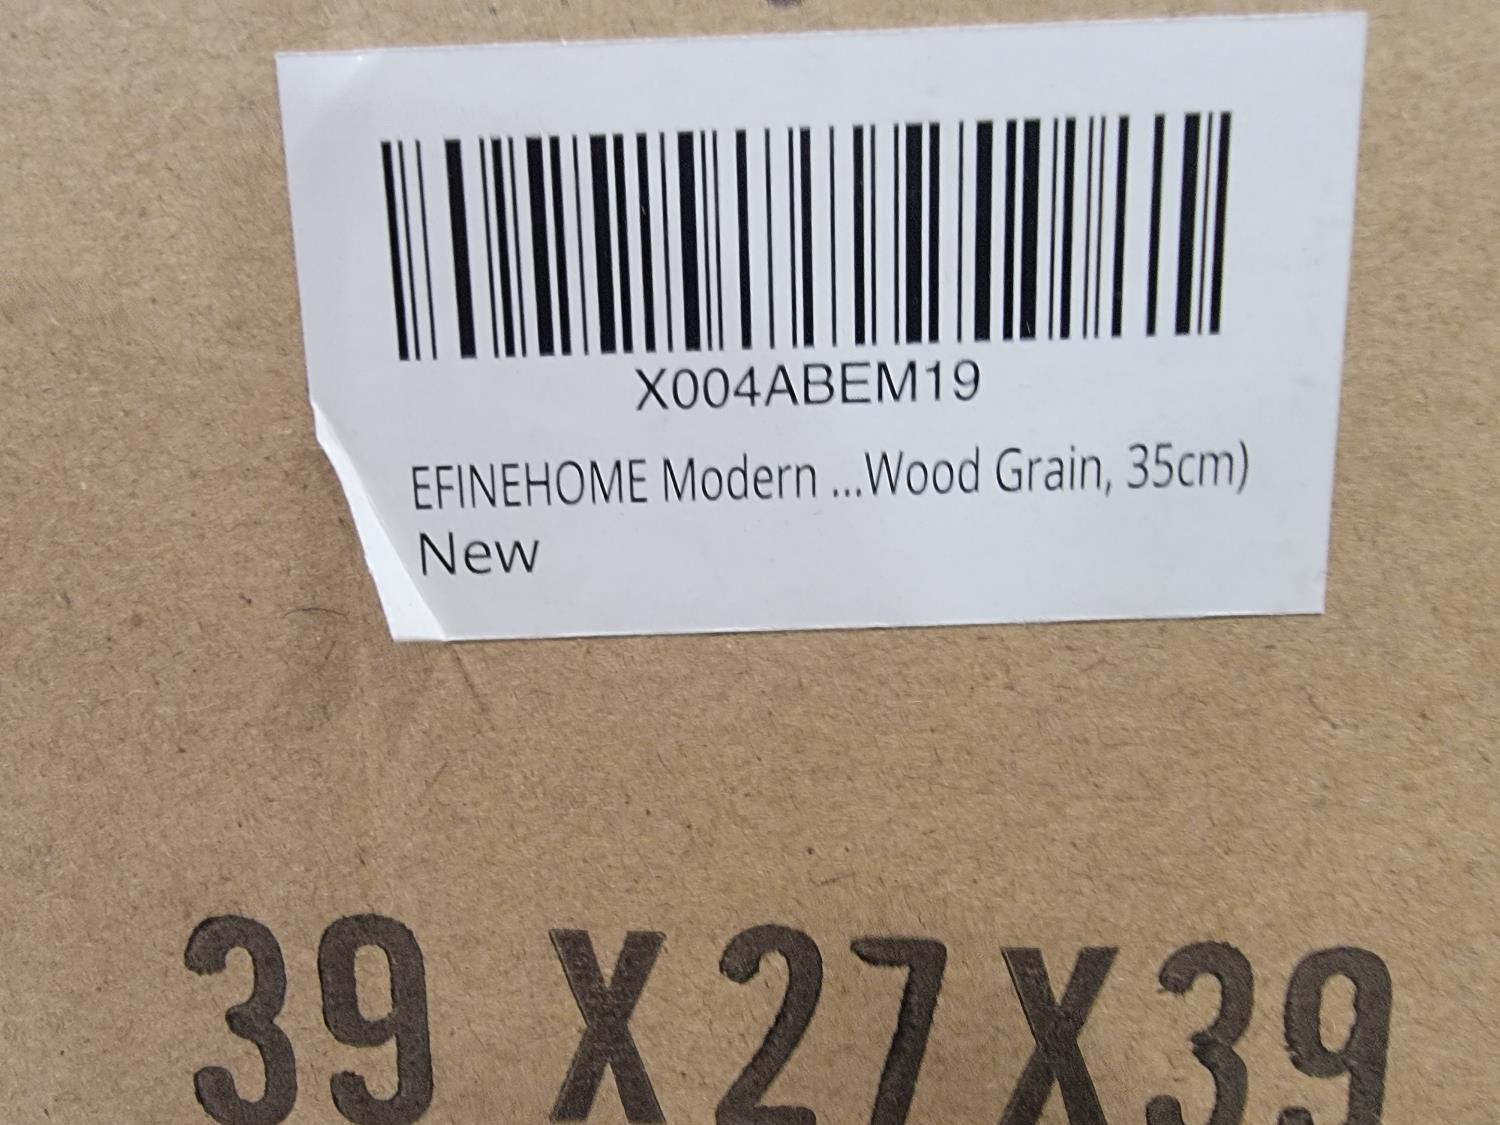 X004ABEM19
EFINEHOME Modern ...Wood Grain, 35cm)
New
39 X 27 X 39